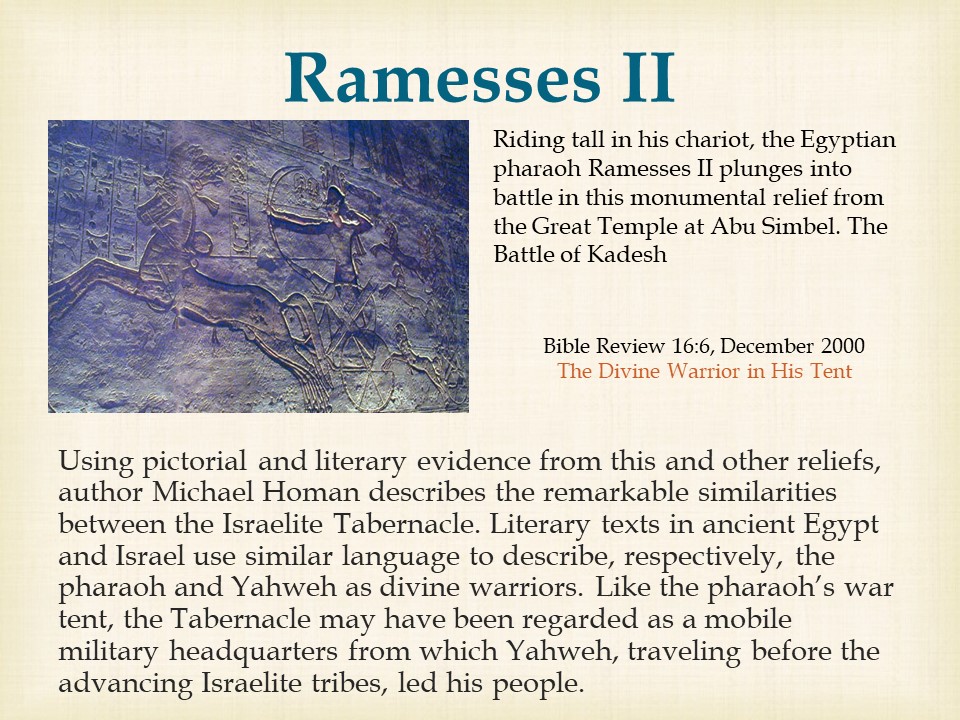 Ramesses II
Riding tall in his chariot, the Egyptian
pharaoh Ramesses II plunges into
battle in this monumental relief from
the Great Temple at Abu Simbel. The
Battle of Kadesh
Bible Review 16:6, December 2000
The Divine Warrior in His Tent
Using pictorial and literary evidence from this and other reliefs,
author Michael Homan describes the remarkable similarities
between the Israelite Tabernacle. Literary texts in ancient Egypt
and Israel use similar language to describe, respectively, the
pharaoh and Yahweh as divine warriors. Like the pharaoh’s war
tent, the Tabernacle may have been regarded as a mobile
military headquarters from which Yahweh, traveling before the
advancing Israelite tribes, led his people.